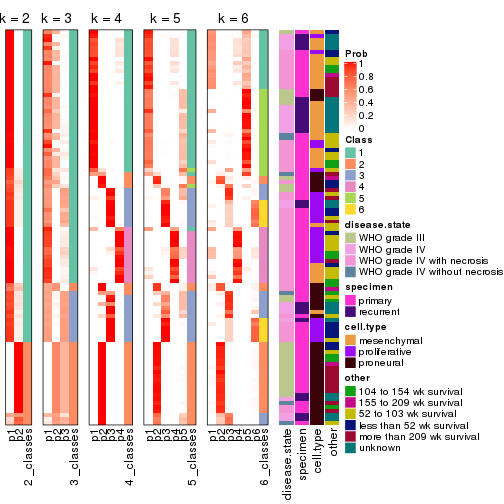 k = 2 k = 3 k = 4 k = 5 k = 6
Prob
1
0.8
0.6
0.4
0.2
0
Class
1
2
3
4
5
6
disease.state
WHO grade III
WHO grade IV
WHO grade IV with necrosis
WHO grade IV without necrosis
specimen
primary
recurrent
cell.type
mesenchymal
proliferative
proneural
other
104 to 154 wk survival
155 to 209 wk survival
52 to 103 wk survival
less than 52 wk survival
more than 209 wk survival
unknown
p1 p2 2_classes p1 p2 p3 3_classes p1 p2 p3 p4 4_classes p1 p2 p3 p4 p5 5_classes p1 p2 p3 p4 p5 p6 6_classes disease.state specimen cell.type other